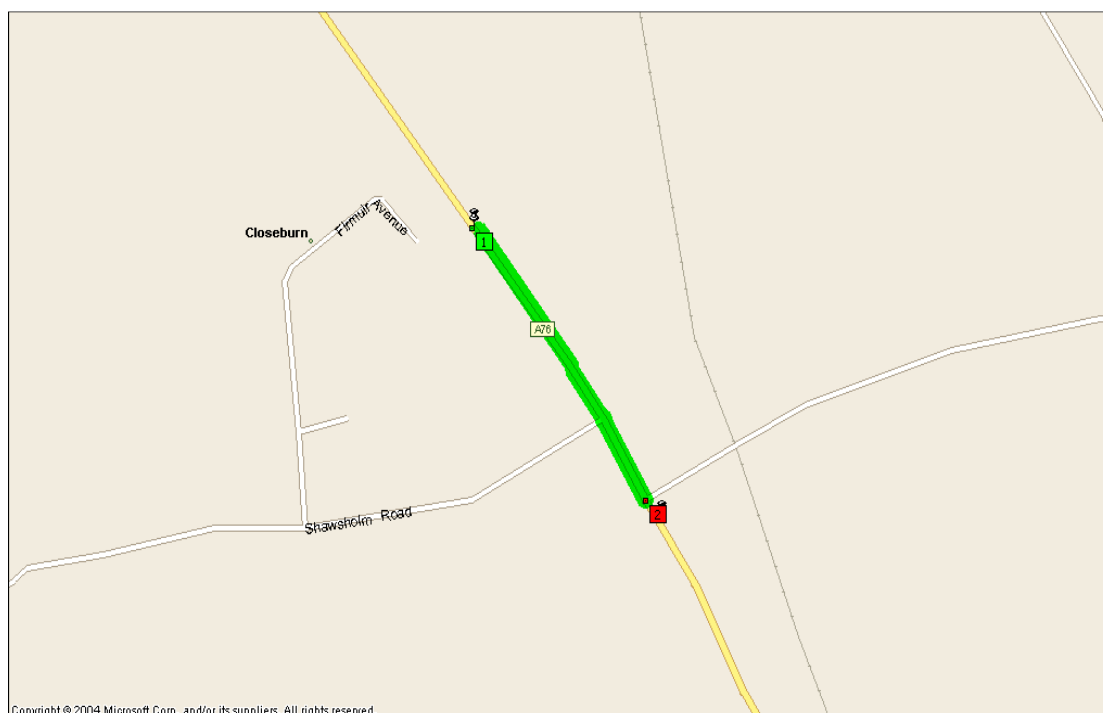 Firmuir Avenue
Closeburn
1
A76
2
Shawsholm Road
Copyright © 2004 Microsoft Corp. and/or its suppliers. All rights reserved.